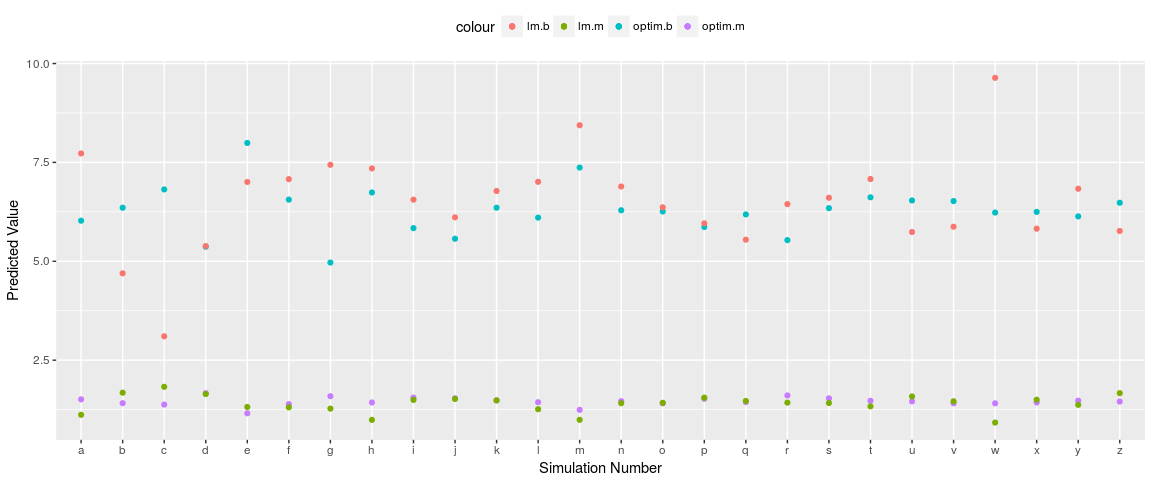 colour lm.b lm.m optim.b optim.m
10.0
7.5
5.0
2.5
Predicted Value
a b c d e f g h i j k l m n o p q r s t u v w x y z
Simulation Number